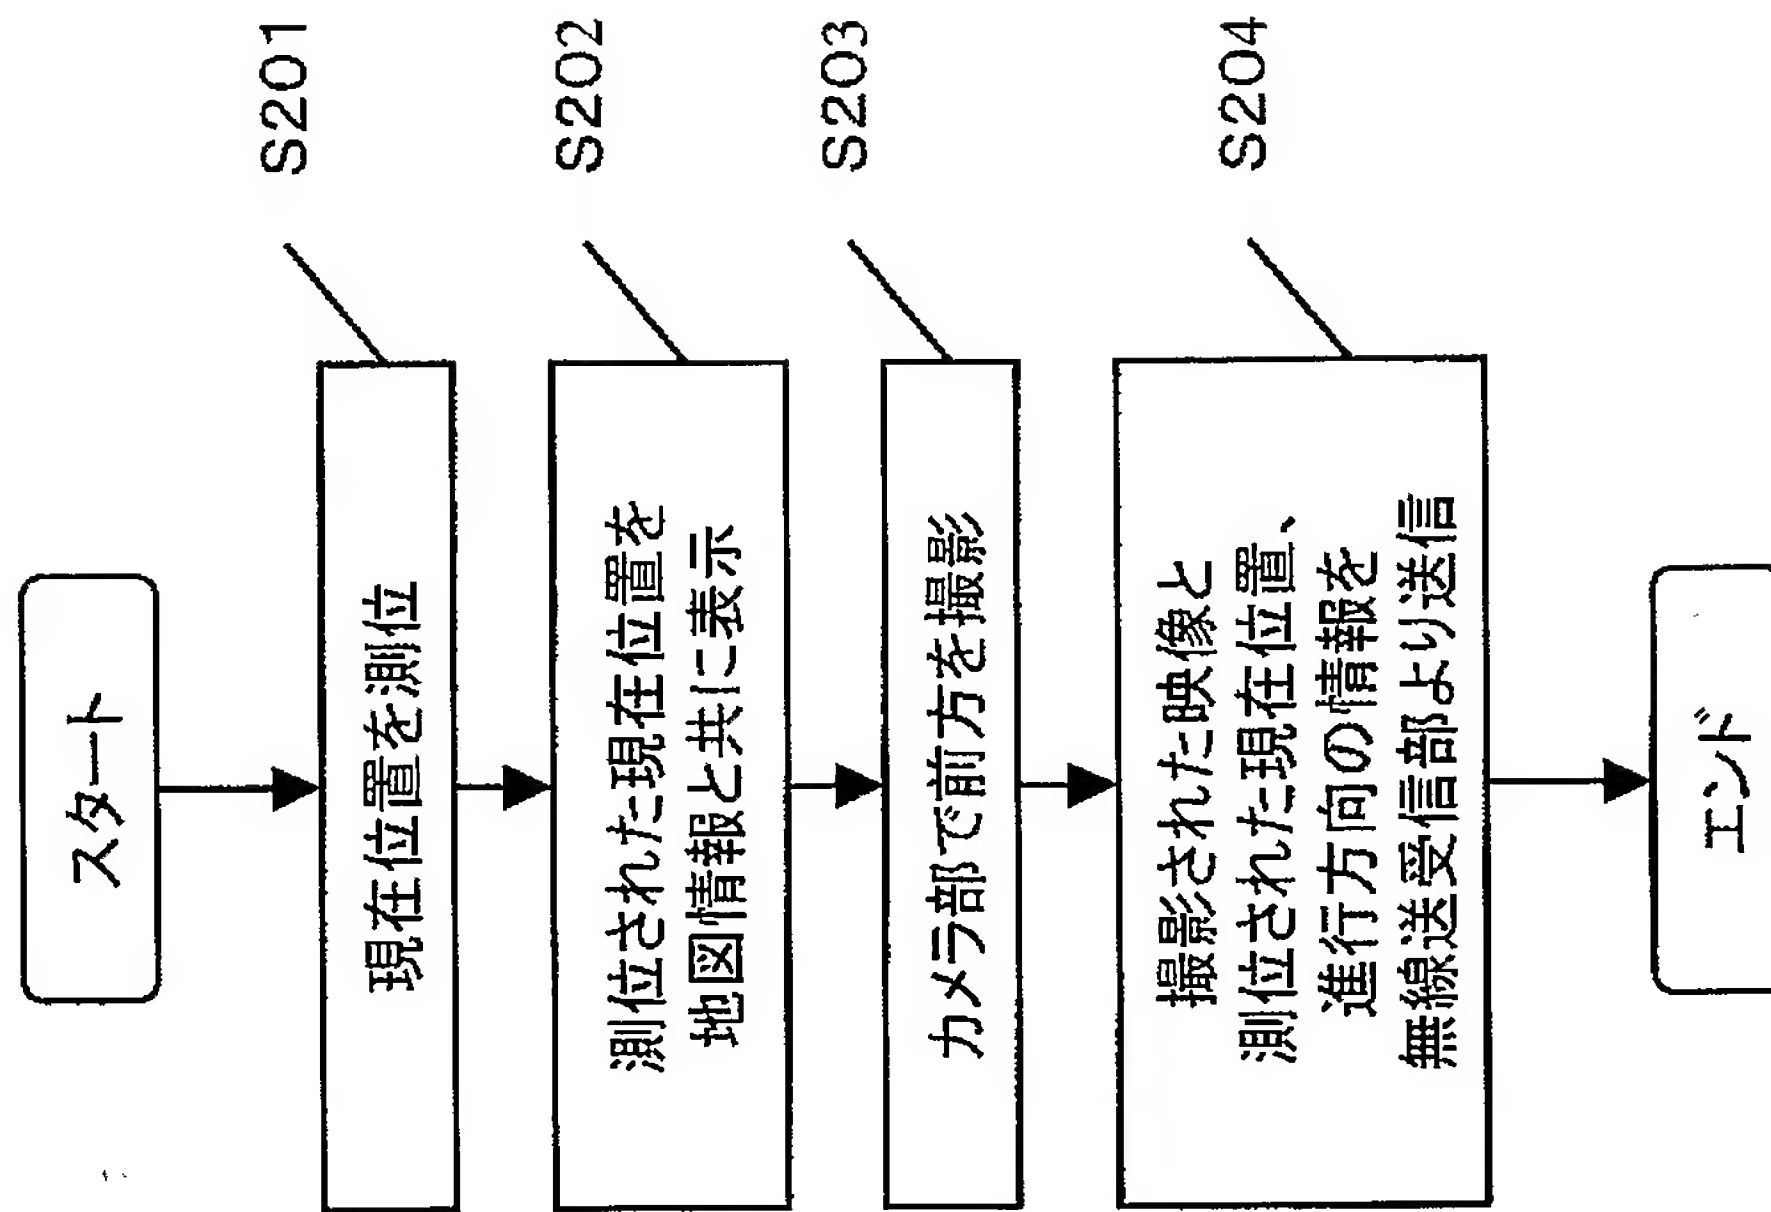 スタート
現在位置を測位
S201
測位された現在位置を
地図情報と共に表示
S202
カメラ部で前方を撮影
S203
撮影された映像と
測位された現在位置、
進行方向の情報を
無線送受信部より送信
S204
エンド